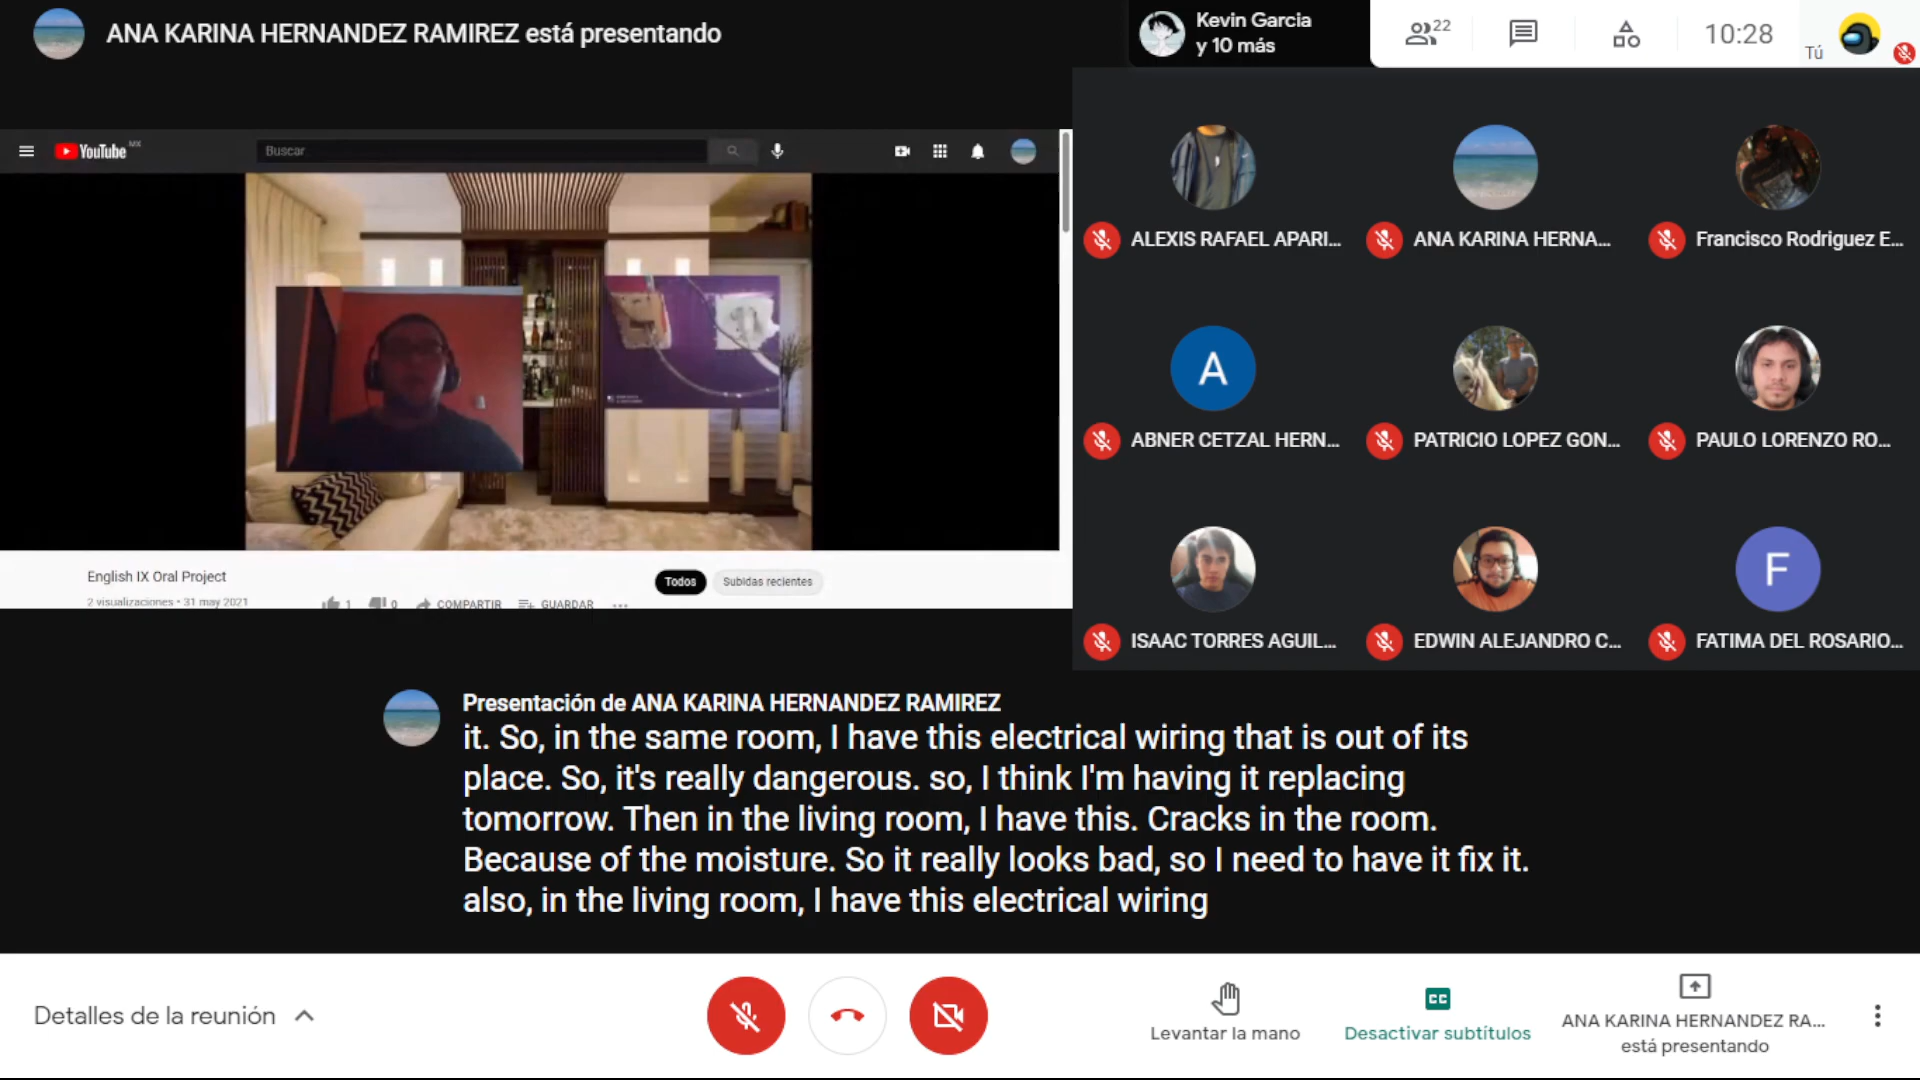 ANA KARINA HERNANDEZ RAMIREZ está presentando
Kevin Garcia
y 10 más
22
10:28
Tú
YouTube MX
Buscar
ALEXIS RAFAEL APARI...
ANA KARINA HERNA...
Francisco Rodriguez E...
A
ABNER CETZAL HERN...
PATRICIO LOPEZ GON...
PAULO LORENZO RO...
ISAAC TORRES AGUIL...
EDWIN ALEJANDRO C...
F
FATIMA DEL ROSARIO...
English IX Oral Project
Todos
Subidas recientes
2 visualizaciones • 31 may 2021
1
0
COMPARTIR
GUARDAR
Presentación de ANA KARINA HERNANDEZ RAMIREZ
it. So, in the same room, I have this electrical wiring that is out of its
place. So, it's really dangerous. so, I think I'm having it replacing
tomorrow. Then in the living room, I have this. Cracks in the room.
Because of the moisture. So it really looks bad, so I need to have it fix it.
also, in the living room, I have this electrical wiring
Detalles de la reunión
Levantar la mano
CC
Desactivar subtítulos
ANA KARINA HERNANDEZ RA...
está presentando